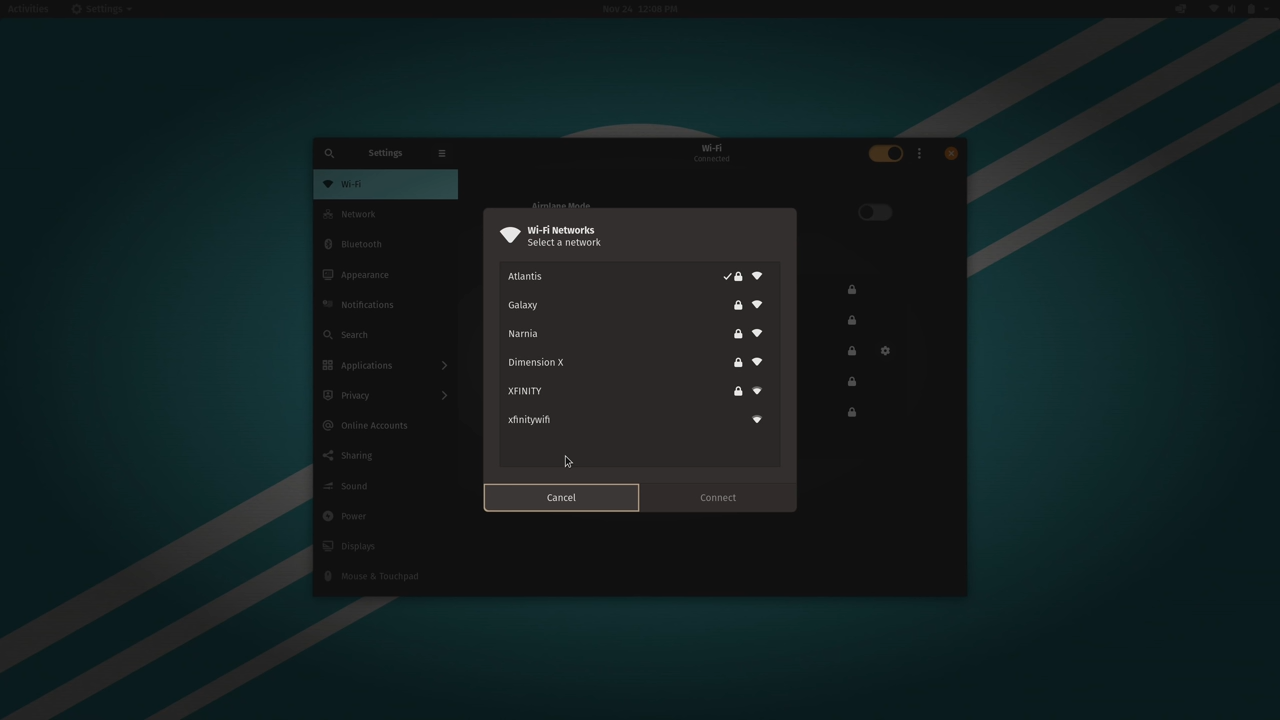 Activities
Settings
Nov 24 12:08 PM
Settings
Wi-Fi
Connected
Wi-Fi
Network
Bluetooth
Appearance
Notifications
Search
Applications
Privacy
Online Accounts
Sharing
Sound
Power
Displays
Mouse & Touchpad
Airplane Mode
Wi-Fi Networks
Select a network
Atlantis
Galaxy
Narnia
Dimension X
XFINITY
xfinitywifi
Cancel
Connect